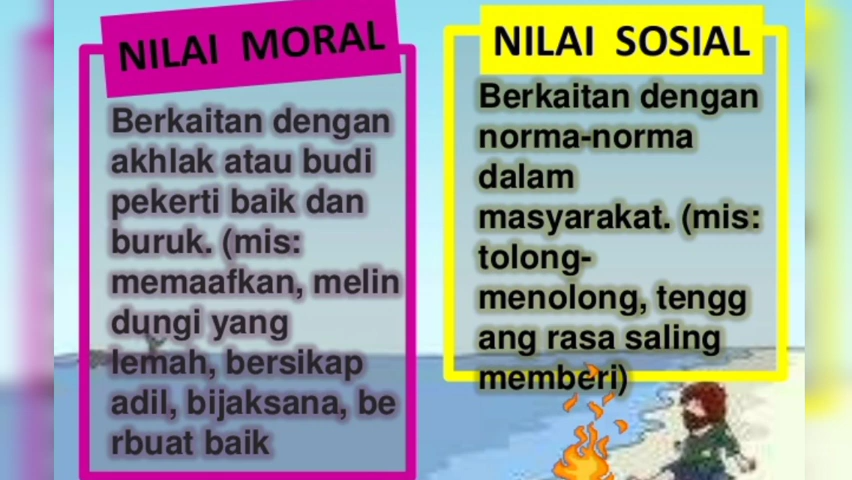 NILAI MORAL
Berkaitan dengan
akhlak atau budi
pekerti baik dan
buruk. (mis:
memaafkan, melin
dungi yang
lemah, bersikap
adil, bijaksana, be
rbuat baik
NILAI SOSIAL
Berkaitan dengan
norma-norma
dalam
masyarakat. (mis:
tolong-
menolong, tengg
ang rasa saling
memberi)